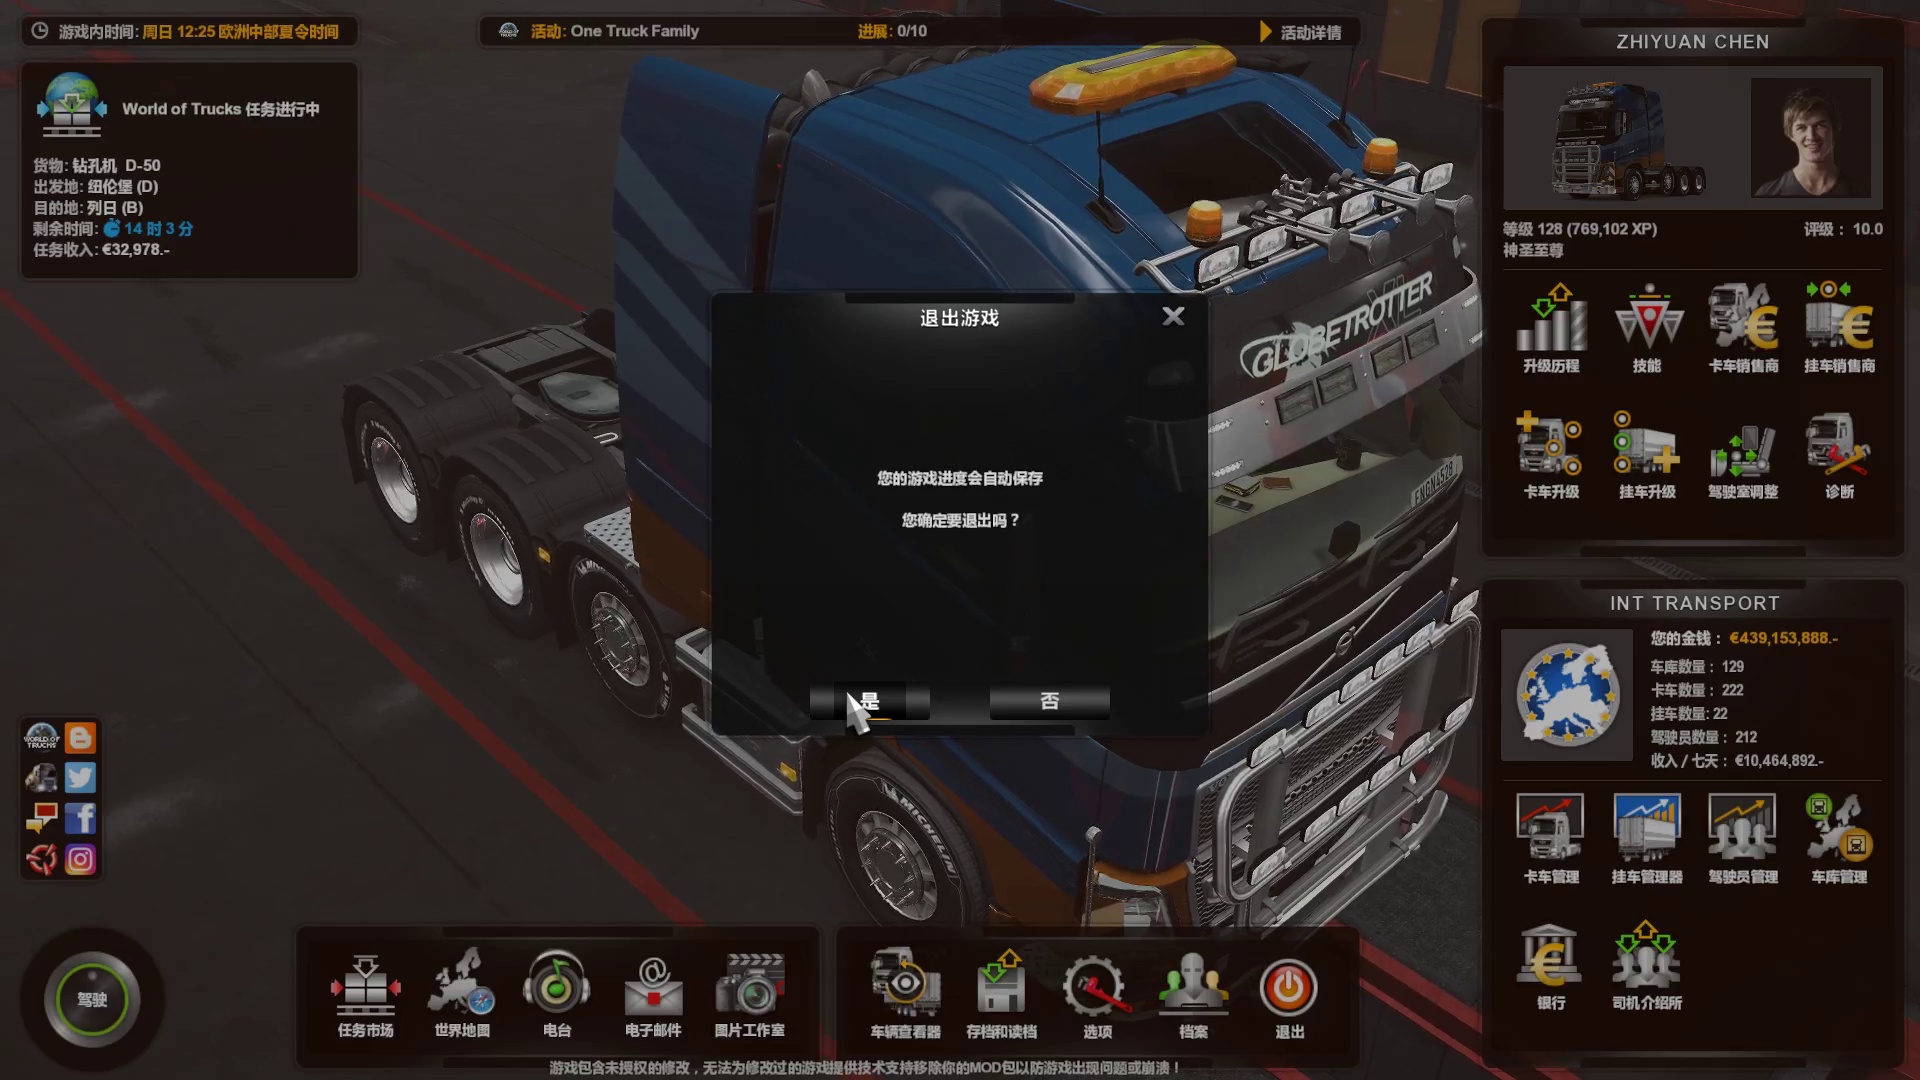 游戏内时间: 周日 12:25 欧洲中部夏令时间
活动: One Truck Family
进展: 0/10
活动详情
World of Trucks 任务进行中
货物: 钻孔机 D-50
出发地: 纽伦堡 (D)
目的地: 列日 (B)
剩余时间: 14 时 3 分
任务收入: €32,978.-
GLOBETROTTER XL
ENGNA528
MICHELIN
退出游戏
您的游戏进度会自动保存
您确定要退出吗？
是
否
ZHIYUAN CHEN
等级 128 (769,102 XP)
评级： 10.0
神圣至尊
升级历程
技能
卡车销售商
挂车销售商
卡车升级
挂车升级
驾驶室调整
诊断
INT TRANSPORT
您的金钱： €439,153,888.-
车库数量： 129
卡车数量： 222
挂车数量: 22
驾驶员数量： 212
收入 / 七天： €10,464,892.-
卡车管理
挂车管理器
驾驶员管理
车库管理
银行
司机介绍所
WORLD OF TRUCKS
驾驶
任务市场
世界地图
电台
电子邮件
图片工作室
车辆查看器
存档和读档
选项
档案
退出
游戏包含未授权的修改，无法为修改过的游戏提供技术支持移除你的MOD包以防游戏出现问题或崩溃！